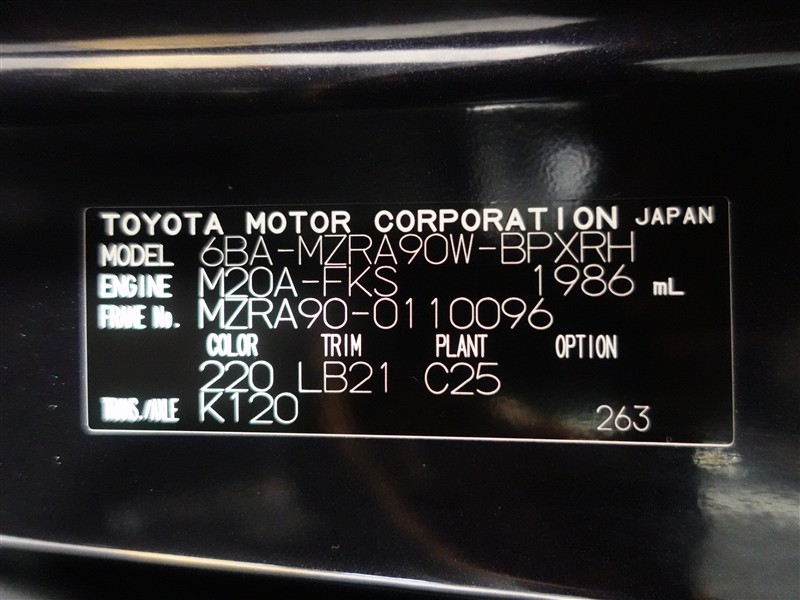 TOYOTA MOTOR CORPORATION JAPAN
MODEL 6BA-MZRA90W-BPXRH
ENGINE M20A-FKS 1986 mL
FRAME No. MZRA90-0110096
COLOR TRIM PLANT OPTION
220 LB21 C25
TRANS./AXLE K120 263